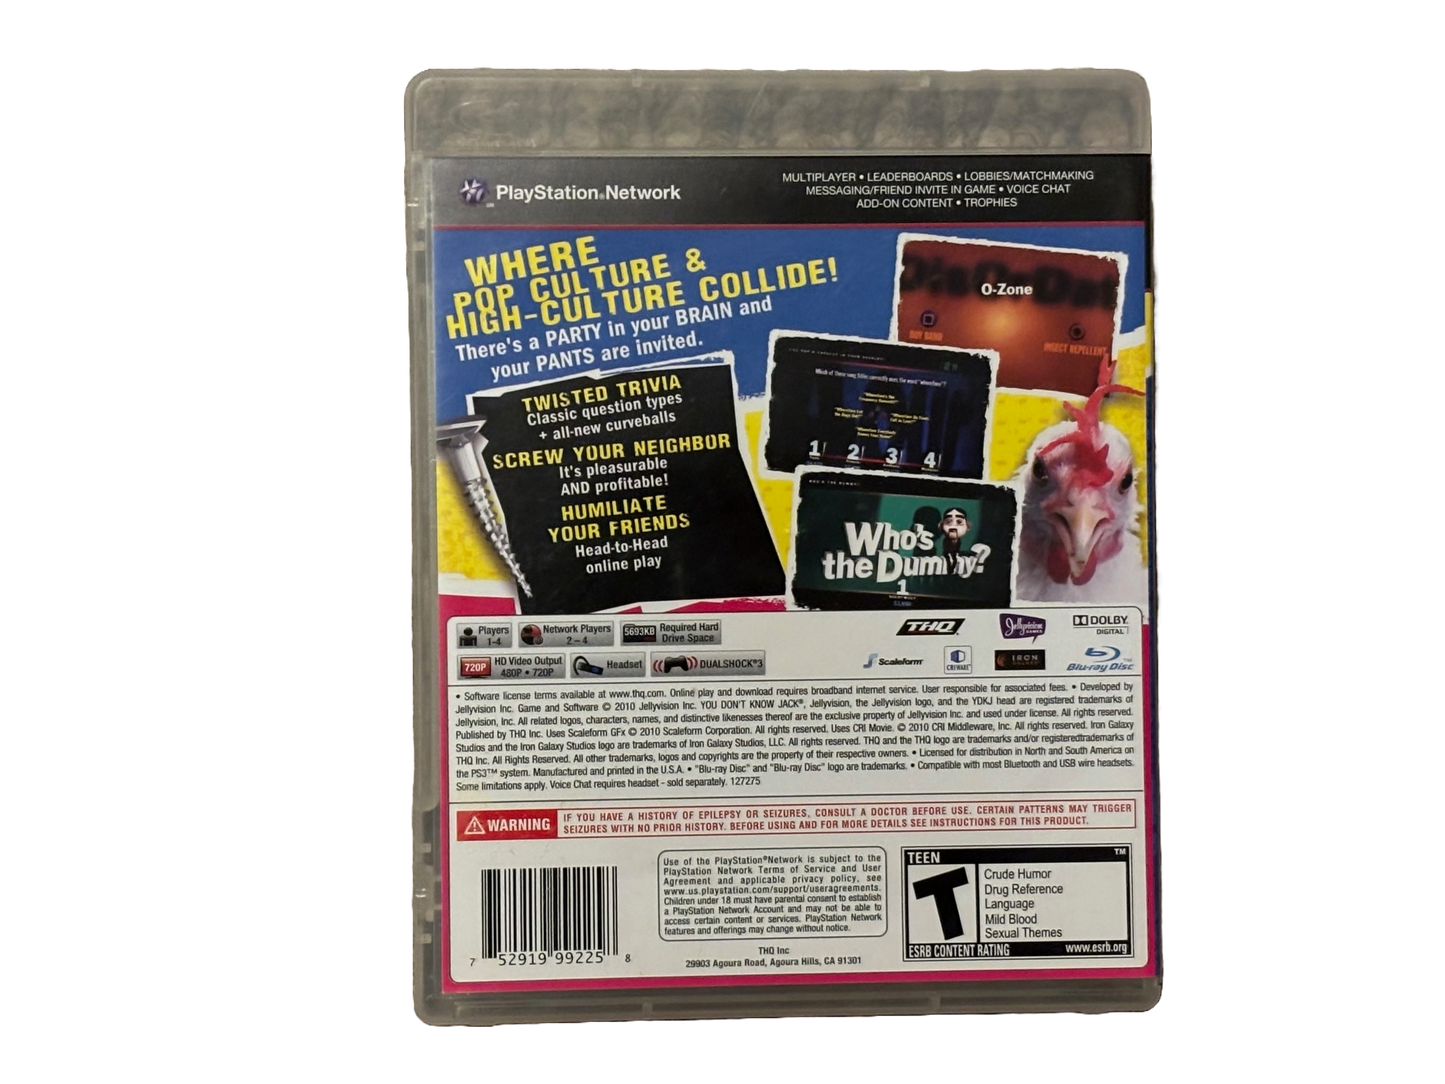 PlayStation®Network
MULTIPLAYER • LEADERBOARDS • LOBBIES/MATCHMAKING
MESSAGING/FRIEND INVITE IN GAME • VOICE CHAT
ADD-ON CONTENT • TROPHIES
WHERE
POP CULTURE &
HIGH-CULTURE COLLIDE!
There's a PARTY in your BRAIN and
your PANTS are invited.
TWISTED TRIVIA
Classic question types
+ all-new curveballs
SCREW YOUR NEIGHBOR
It's pleasurable
AND profitable!
HUMILIATE
YOUR FRIENDS
Head-to-Head
online play
O-Zone
BOY BAND
INSECT REPELLENT
1 2 3 4
Who's
the Dummy?
1
Players
1-4
Network Players
2 – 4
5693KB
Required Hard
Drive Space
720P
HD Video Output
480P • 720P
Headset
DUALSHOCK®3
THQ
Jellyvision
GAMES
DOLBY
DIGITAL
Scaleform
CRIWARE
IRON
Blu-ray Disc™
• Software license terms available at www.thq.com. Online play and download requires broadband internet service. User responsible for associated fees. • Developed by
Jellyvision Inc. Game and Software © 2010 Jellyvision Inc. YOU DON'T KNOW JACK®, Jellyvision, the Jellyvision logo, and the YDKJ head are registered trademarks of
Jellyvision, Inc. All related logos, characters, names, and distinctive likenesses thereof are the exclusive property of Jellyvision Inc. and used under license. All rights reserved.
Published by THQ Inc. Uses Scaleform GFx © 2010 Scaleform Corporation. All rights reserved. Uses CRI Movie. © 2010 CRI Middleware, Inc. All rights reserved. Iron Galaxy
Studios and the Iron Galaxy Studios logo are trademarks of Iron Galaxy Studios, LLC. All rights reserved. THQ and the THQ logo are trademarks and/or registeredtrademarks of
THQ Inc. All Rights Reserved. All other trademarks, logos and copyrights are the property of their respective owners. • Licensed for distribution in North and South America on
the PS3™ system. Manufactured and printed in the U.S.A. • "Blu-ray Disc" and "Blu-ray Disc" logo are trademarks. • Compatible with most Bluetooth and USB wire headsets.
Some limitations apply. Voice Chat requires headset - sold separately. 127275
WARNING
IF YOU HAVE A HISTORY OF EPILEPSY OR SEIZURES, CONSULT A DOCTOR BEFORE USE. CERTAIN PATTERNS MAY TRIGGER
SEIZURES WITH NO PRIOR HISTORY. BEFORE USING AND FOR MORE DETAILS SEE INSTRUCTIONS FOR THIS PRODUCT.
7 52919 99225 8
Use of the PlayStation®Network is subject to the
PlayStation Network Terms of Service and User
Agreement and applicable privacy policy, see
www.us.playstation.com/support/useragreements.
Children under 18 must have parental consent to establish
a PlayStation Network Account and may not be able to
access certain content or services. PlayStation Network
features and offerings may change without notice.
THQ Inc
29903 Agoura Road, Agoura Hills, CA 91301
TEEN
TM
T
Crude Humor
Drug Reference
Language
Mild Blood
Sexual Themes
ESRB CONTENT RATING
www.esrb.org